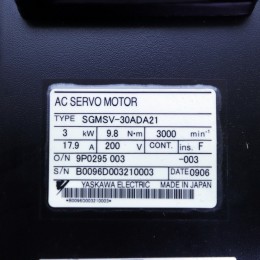 AC SERVO MOTOR
TYPE SGMSV-30ADA21
3 kW 9.8 N·m 3000 min⁻¹
17.9 A 200 V CONT. ins. F
O/N 9P0295 003 -003
S/N B0096D003210003 DATE 0906
YASKAWA ELECTRIC MADE IN JAPAN